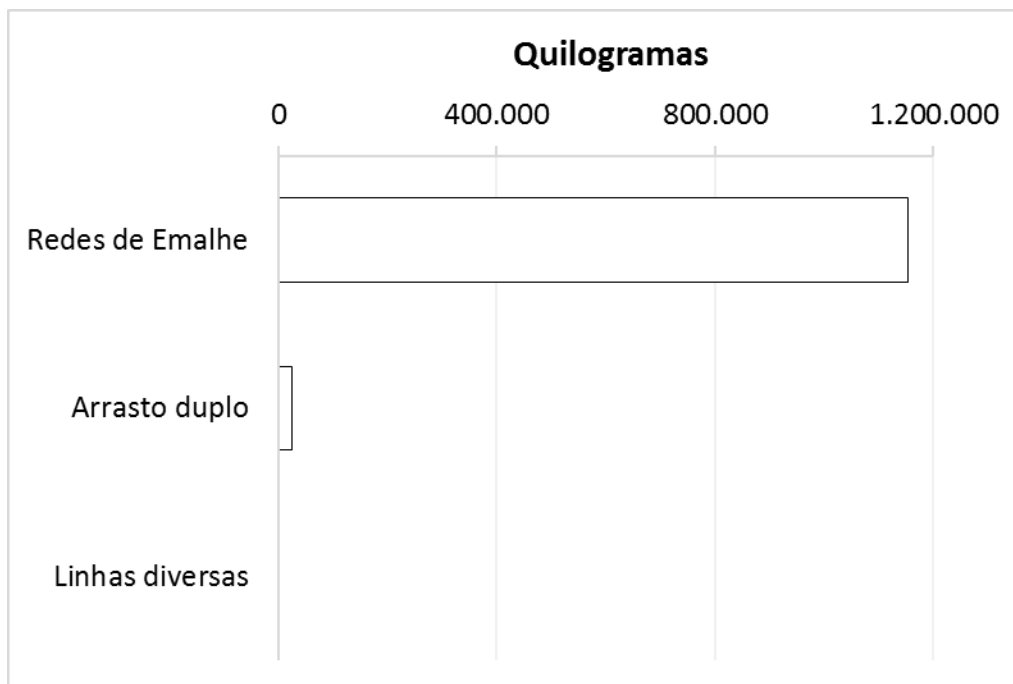 Quilogramas
0 400.000 800.000 1.200.000
Redes de Emalhe
Arrasto duplo
Linhas diversas